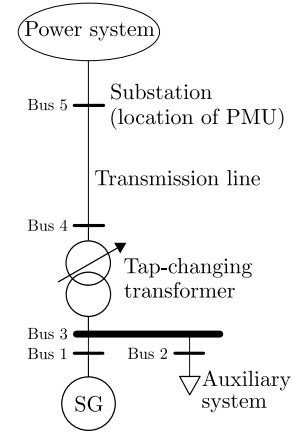 Power system
Bus 5
Substation
(location of PMU)
Transmission line
Bus 4
Tap-changing
transformer
Bus 3
Bus 1
Bus 2
SG
Auxiliary
system